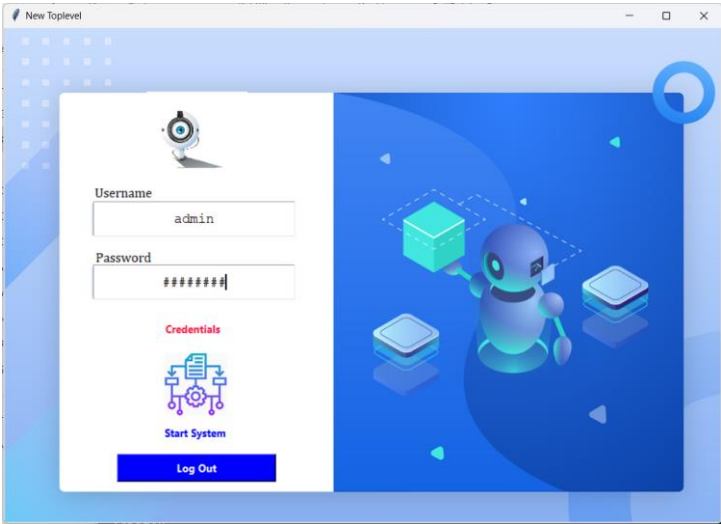 New Toplevel
Username
admin
Password
########
Credentials
Start System
Log Out